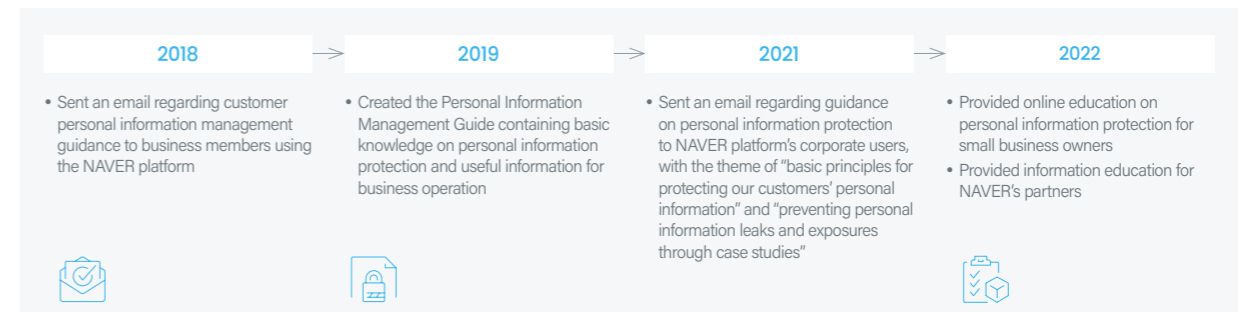 2018
• Sent an email regarding customer
personal information management
guidance to business members using
the NAVER platform
2019
• Created the Personal Information
Management Guide containing basic
knowledge on personal information
protection and useful information for
business operation
2021
• Sent an email regarding guidance
on personal information protection
to NAVER platform’s corporate users,
with the theme of “basic principles for
protecting our customers’ personal
information” and “preventing personal
information leaks and exposures
through case studies”
2022
• Provided online education on
personal information protection for
small business owners
• Provided information education for
NAVER’s partners